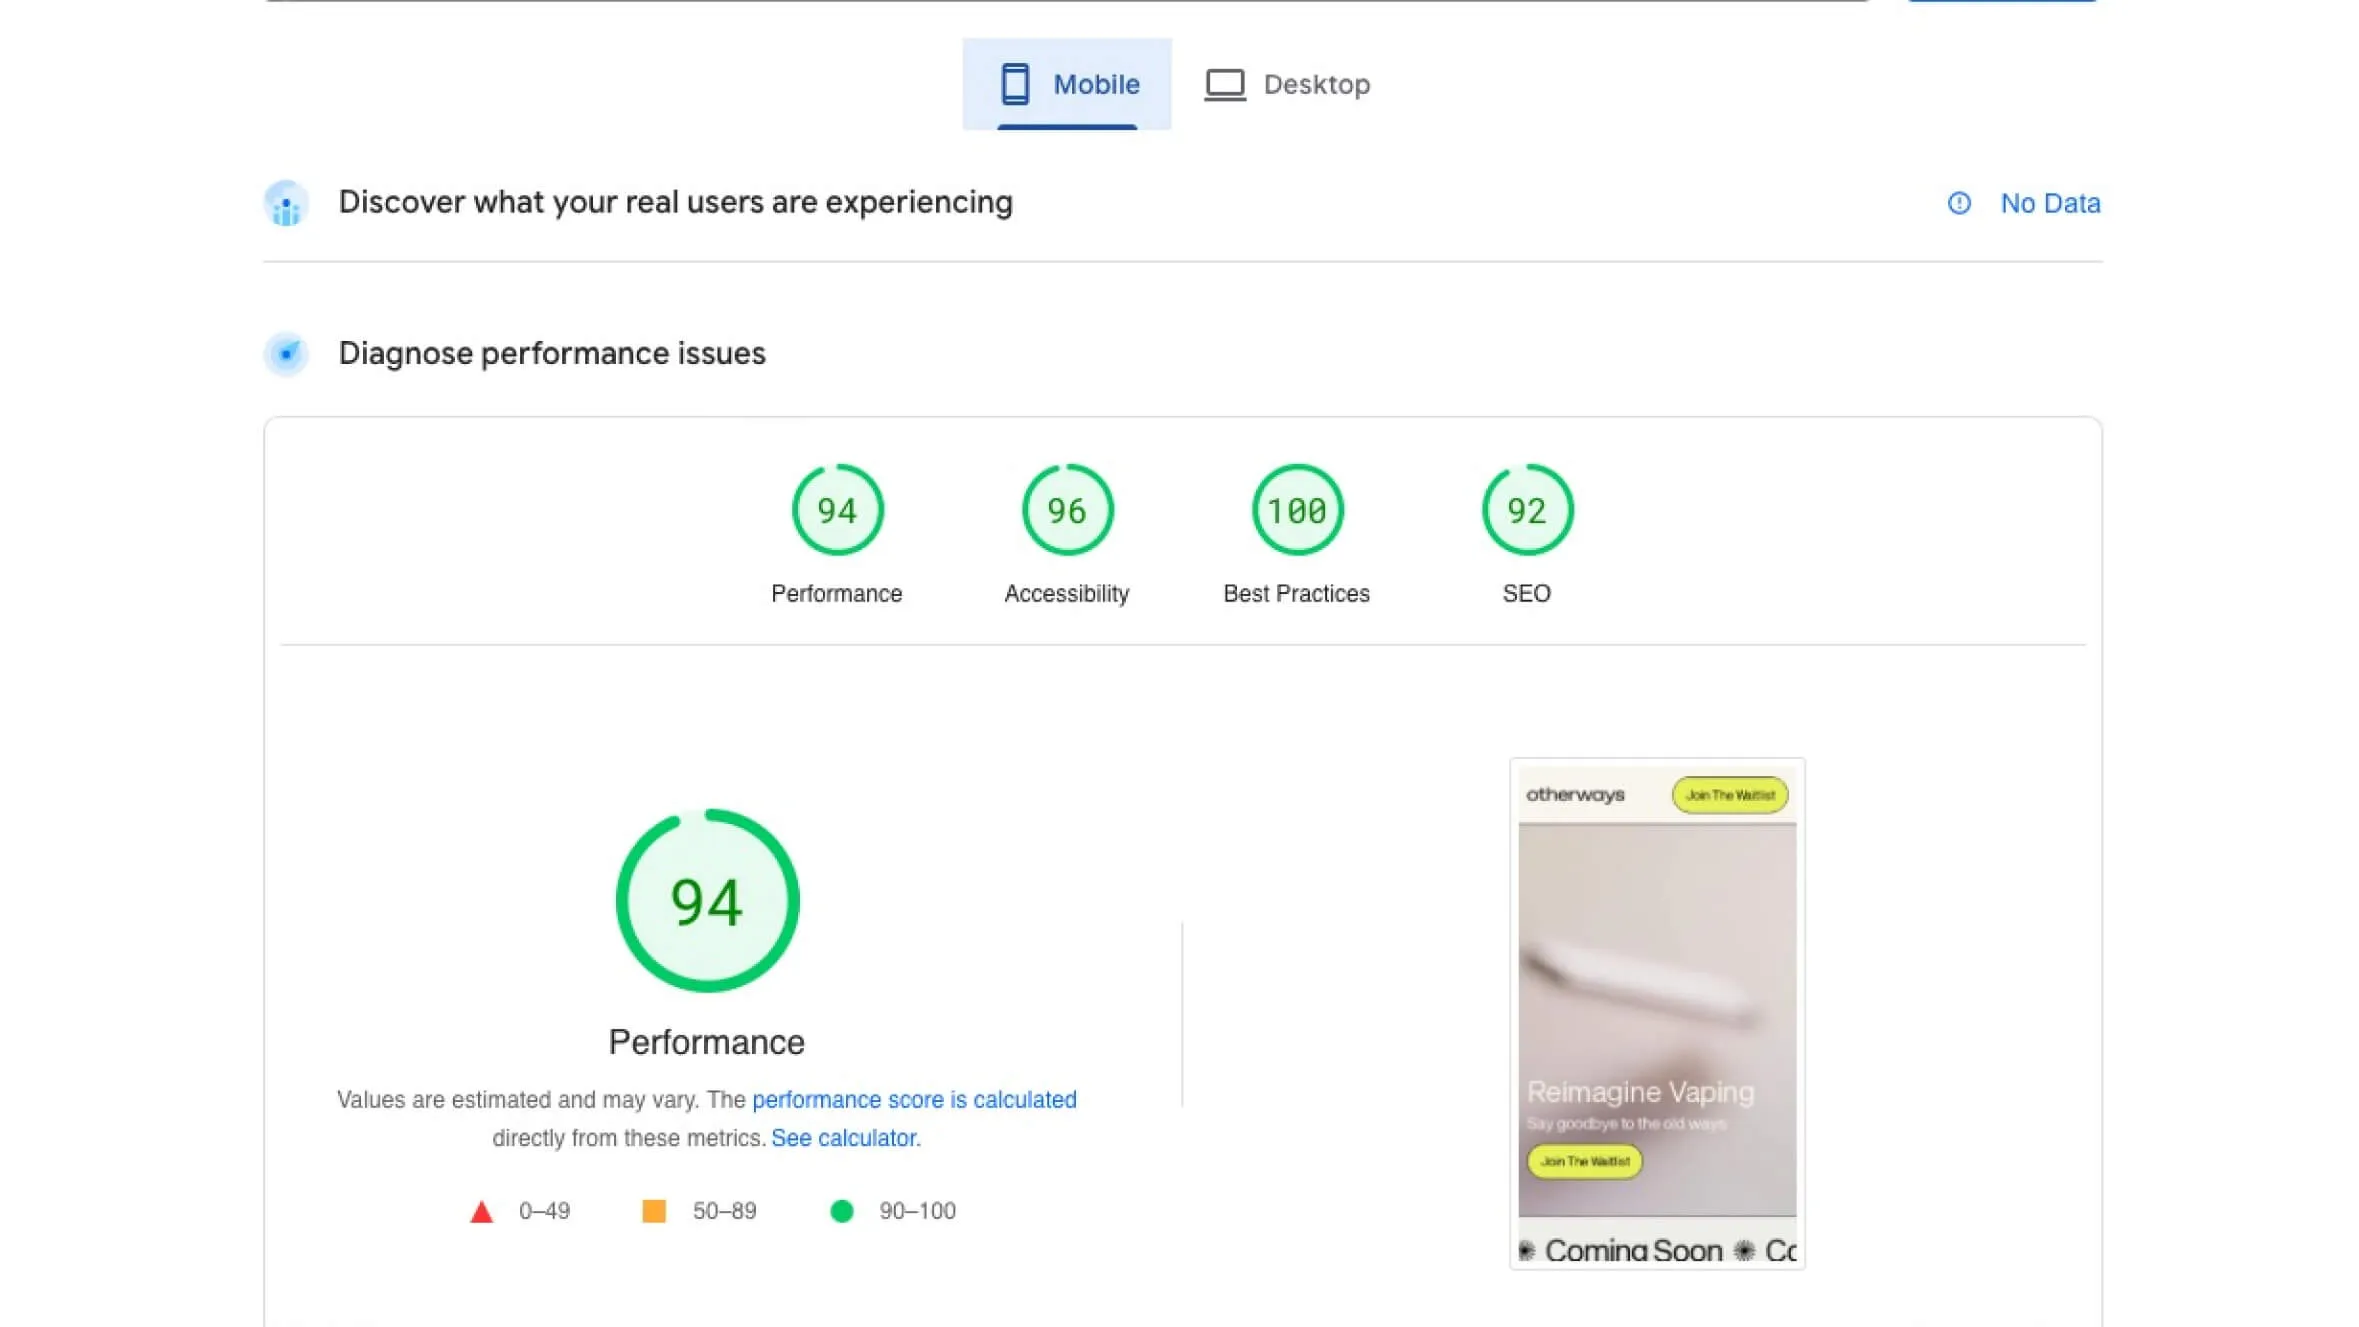 Mobile
Desktop
Discover what your real users are experiencing
No Data
Diagnose performance issues
94
96
100
92
Performance
Accessibility
Best Practices
SEO
94
Performance
Values are estimated and may vary. The performance score is calculated
directly from these metrics. See calculator.
0–49
50–89
90–100
otherways
Join The Waitlist
Reimagine Vaping
Say goodbye to the old ways
Join The Waitlist
Coming Soon
Co